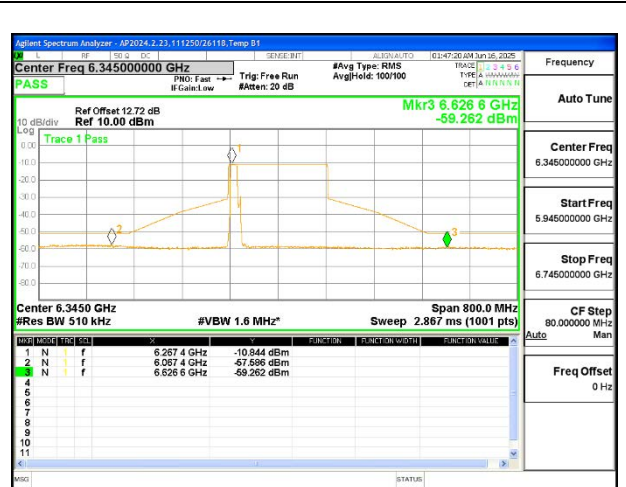 Agilent Spectrum Analyzer - AP2024.2.23,111250/26118,Temp B1
L RF 50 Ω DC SENSE:INT ALIGN AUTO 01:47:20 AM Jun 16, 2025
Center Freq 6.345000000 GHz #Avg Type: RMS TRACE 1 2 3 4 5 6
PASS PNO: Fast Trig: Free Run Avg|Hold: 100/100 TYPE A
IFGain:Low #Atten: 20 dB DET A N N N N N
Mkr3 6.626 6 GHz
Ref Offset 12.72 dB
10 dB/div Ref 10.00 dBm -59.262 dBm
Log
Trace 1 Pass
0.00
-10.0
-20.0
-30.0
-40.0
-50.0
-60.0
-70.0
-80.0
1
2
3
Center 6.3450 GHz Span 800.0 MHz
#Res BW 510 kHz #VBW 1.6 MHz* Sweep 2.867 ms (1001 pts)
MKR MODE TRC SCL X Y FUNCTION FUNCTION WIDTH FUNCTION VALUE
1 N 1 f 6.267 4 GHz -10.844 dBm
2 N 1 f 6.067 4 GHz -57.596 dBm
3 N 1 f 6.626 6 GHz -59.262 dBm
4
5
6
7
8
9
10
11
MSG STATUS
Frequency
Auto Tune
Center Freq
6.345000000 GHz
Start Freq
5.945000000 GHz
Stop Freq
6.745000000 GHz
CF Step
80.000000 MHz
Auto Man
Freq Offset
0 Hz